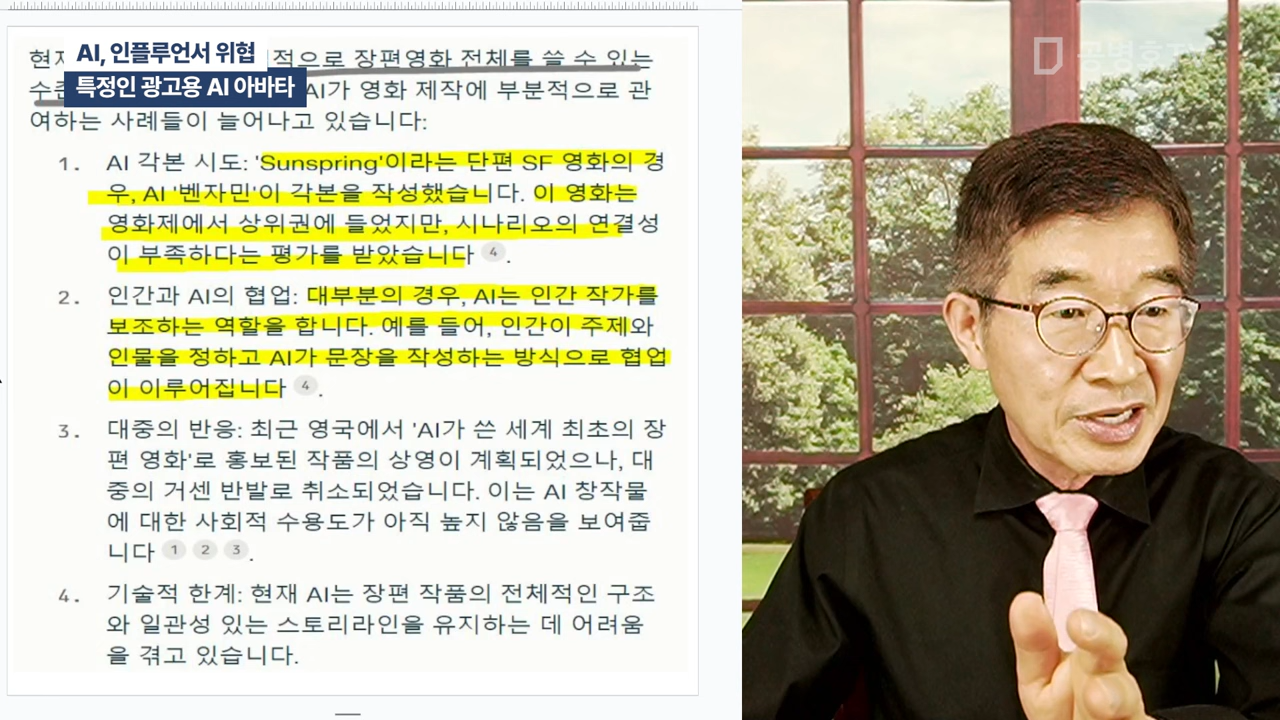 AI, 인플루언서 위협
특정인 광고용 AI 아바타
적으로 장편영화 전체를 쓸 수 있는
AI가 영화 제작에 부분적으로 관
여하는 사례들이 늘어나고 있습니다:
1. AI 각본 시도: 'Sunspring'이라는 단편 SF 영화의 경
우, AI '벤자민'이 각본을 작성했습니다. 이 영화는
영화제에서 상위권에 들었지만, 시나리오의 연결성
이 부족하다는 평가를 받았습니다 4.
2. 인간과 AI의 협업: 대부분의 경우, AI는 인간 작가를
보조하는 역할을 합니다. 예를 들어, 인간이 주제와
인물을 정하고 AI가 문장을 작성하는 방식으로 협업
이 이루어집니다 4.
3. 대중의 반응: 최근 영국에서 'AI가 쓴 세계 최초의 장
편 영화'로 홍보된 작품의 상영이 계획되었으나, 대
중의 거센 반발로 취소되었습니다. 이는 AI 창작물
에 대한 사회적 수용도가 아직 높지 않음을 보여줍
니다 1 2 3.
4. 기술적 한계: 현재 AI는 장편 작품의 전체적인 구조
와 일관성 있는 스토리라인을 유지하는 데 어려움
을 겪고 있습니다.